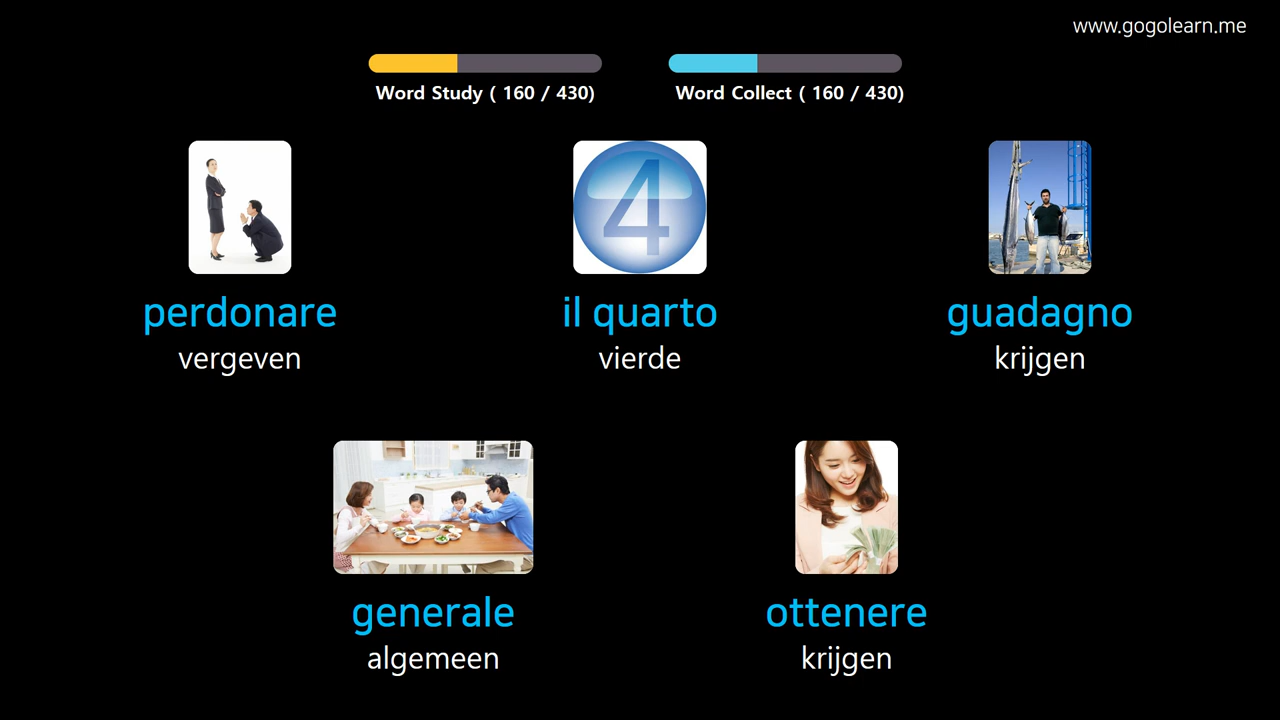 www.gogolearn.me
Word Study ( 160 / 430)
Word Collect ( 160 / 430)
4
perdonare
vergeven
il quarto
vierde
guadagno
krijgen
generale
algemeen
ottenere
krijgen